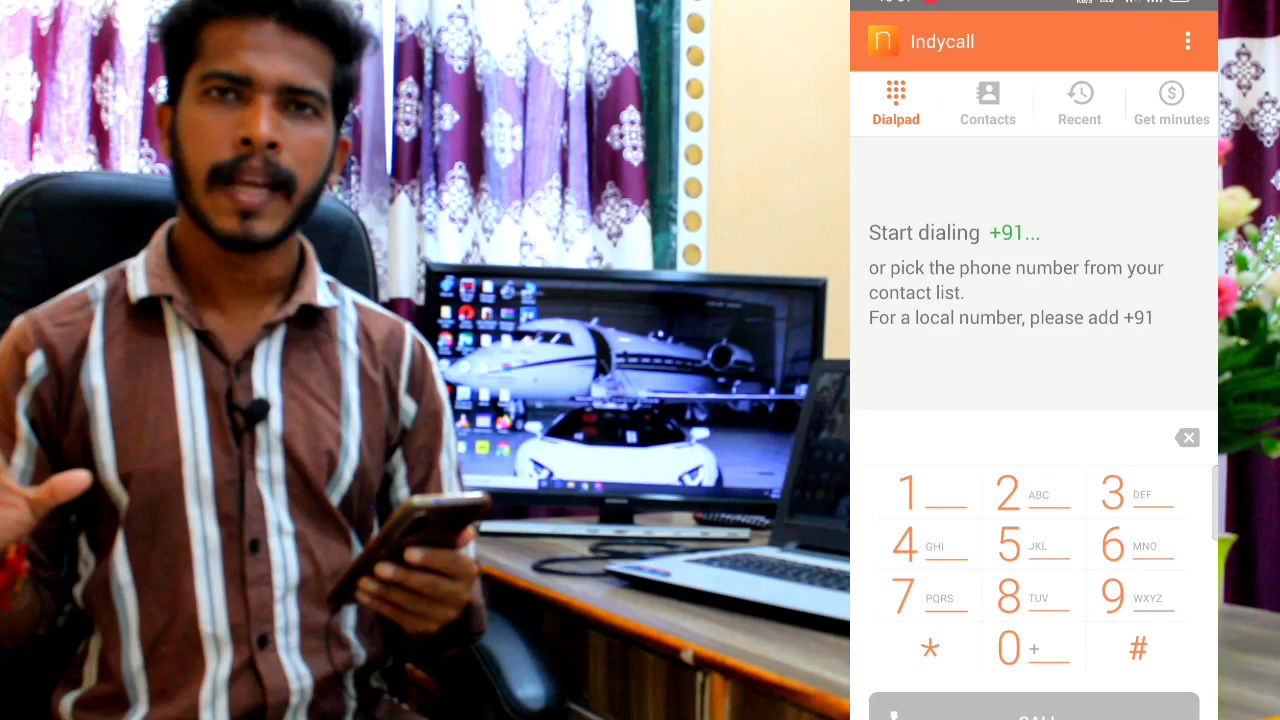 Indycall
Dialpad
Contacts
Recent
Get minutes
Start dialing +91...
or pick the phone number from your
contact list.
For a local number, please add +91
1
2 ABC
3 DEF
4 GHI
5 JKL
6 MNO
7 PQRS
8 TUV
9 WXYZ
*
0 +
#